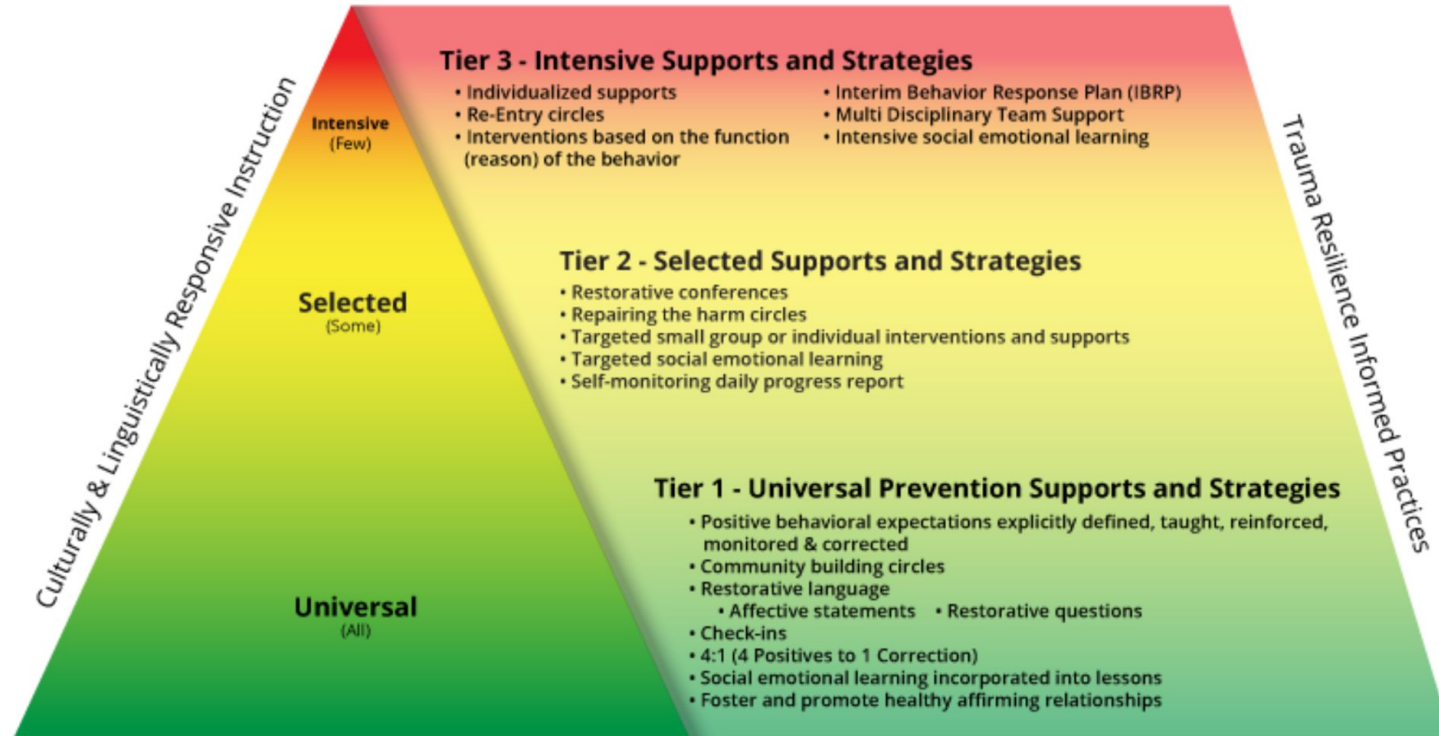 Culturally & Linguistically Responsive Instruction
Intensive
(Few)
Selected
(Some)
Universal
(All)
Tier 3 - Intensive Supports and Strategies
• Individualized supports
• Re-Entry circles
• Interventions based on the function
(reason) of the behavior
• Interim Behavior Response Plan (IBRP)
• Multi Disciplinary Team Support
• Intensive social emotional learning
Tier 2 - Selected Supports and Strategies
• Restorative conferences
• Repairing the harm circles
• Targeted small group or individual interventions and supports
• Targeted social emotional learning
• Self-monitoring daily progress report
Tier 1 - Universal Prevention Supports and Strategies
• Positive behavioral expectations explicitly defined, taught, reinforced,
monitored & corrected
• Community building circles
• Restorative language
• Affective statements • Restorative questions
• Check-ins
• 4:1 (4 Positives to 1 Correction)
• Social emotional learning incorporated into lessons
• Foster and promote healthy affirming relationships
Trauma Resilience Informed Practices